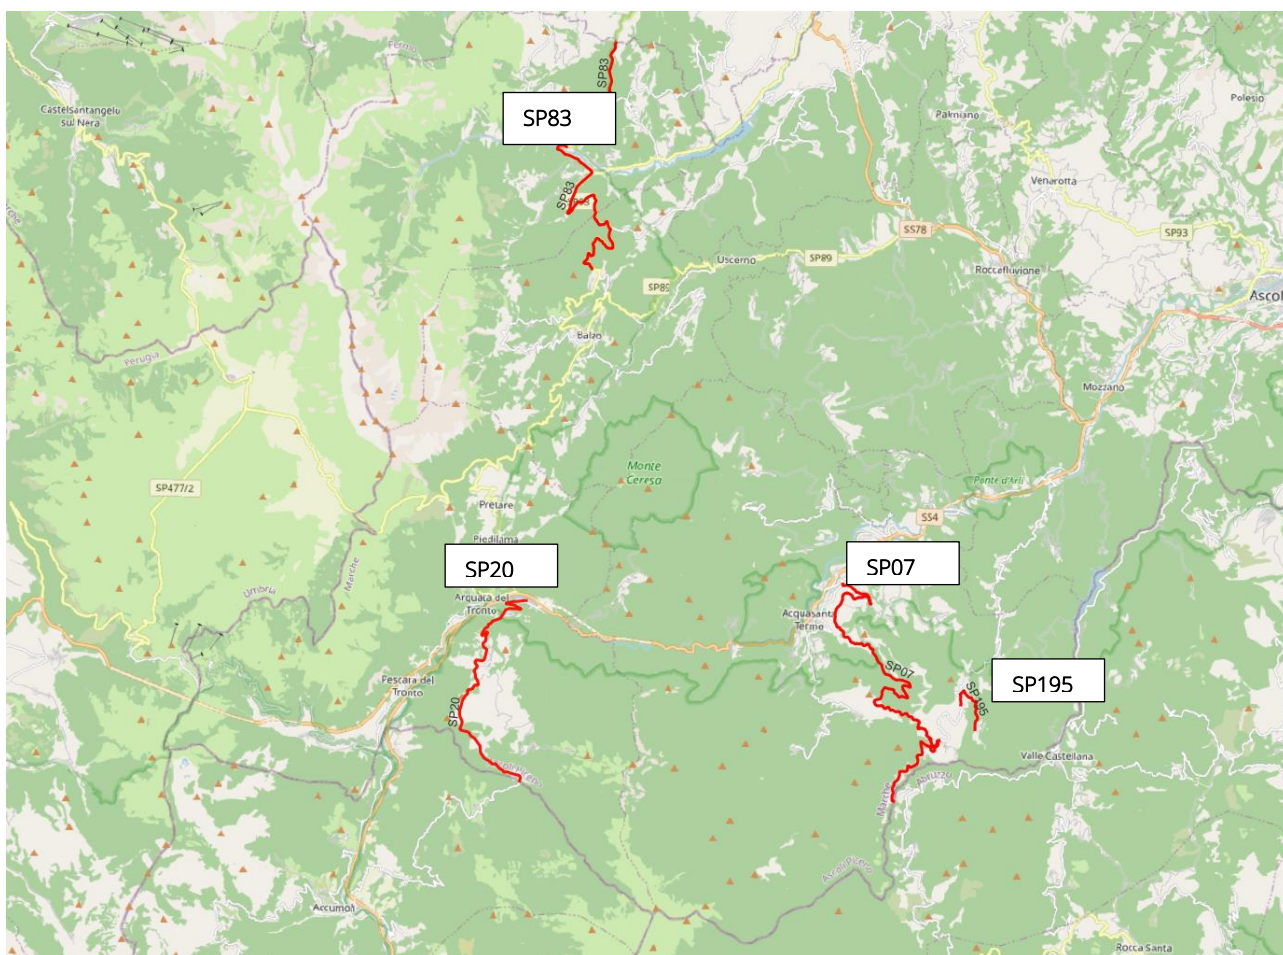 Fermo
SP83
Castelsantangelo
sul Nera
SP83
Polesio
Palmiano
Venarotta
SP83
SS78
SP93
Uscerno
SP89
Roccafluvione
SP89
Ascoli
Balzo
Perugia
Mozzano
Monte
Ceresa
SP477/2
Pretare
Ponte d'Arli
SS4
Piedilama
SP20
SP07
Marche
Umbria
Arquata del
Tronto
Acquasanta
Terme
SP07
SP195
SP195
Pescara del
Tronto
SP20
Valle Castellana
Abruzzo
Marche
Ascoli Piceno
Accumoli
Rocca Santa